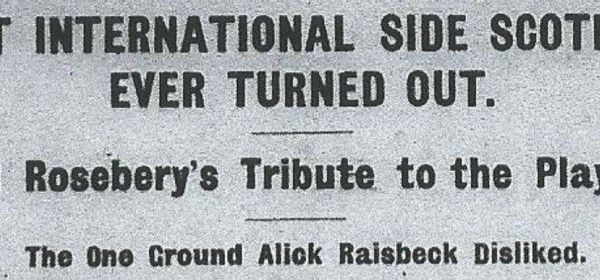 INTERNATIONAL SIDE
EVER TURNED OUT.
Rosebery's Tribute to the
The One Ground Alick Raisbeck Disliked.